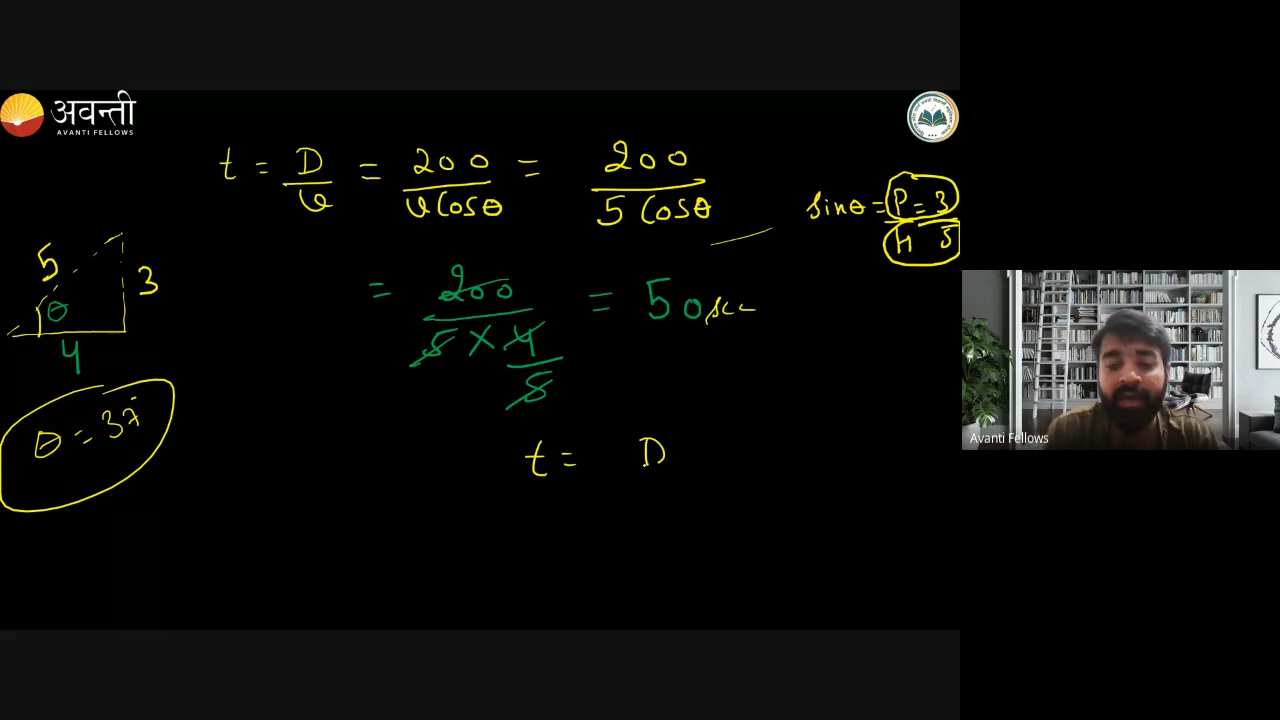 अवन्ती
AVANTI FELLOWS
t = D/v = 200/v Cosθ = 200/5 Cosθ
sinθ = P/H = 3/5
5
θ
3
4
= 200/5 × 4/5 = 50 sec
θ = 37°
t = D
Avanti Fellows